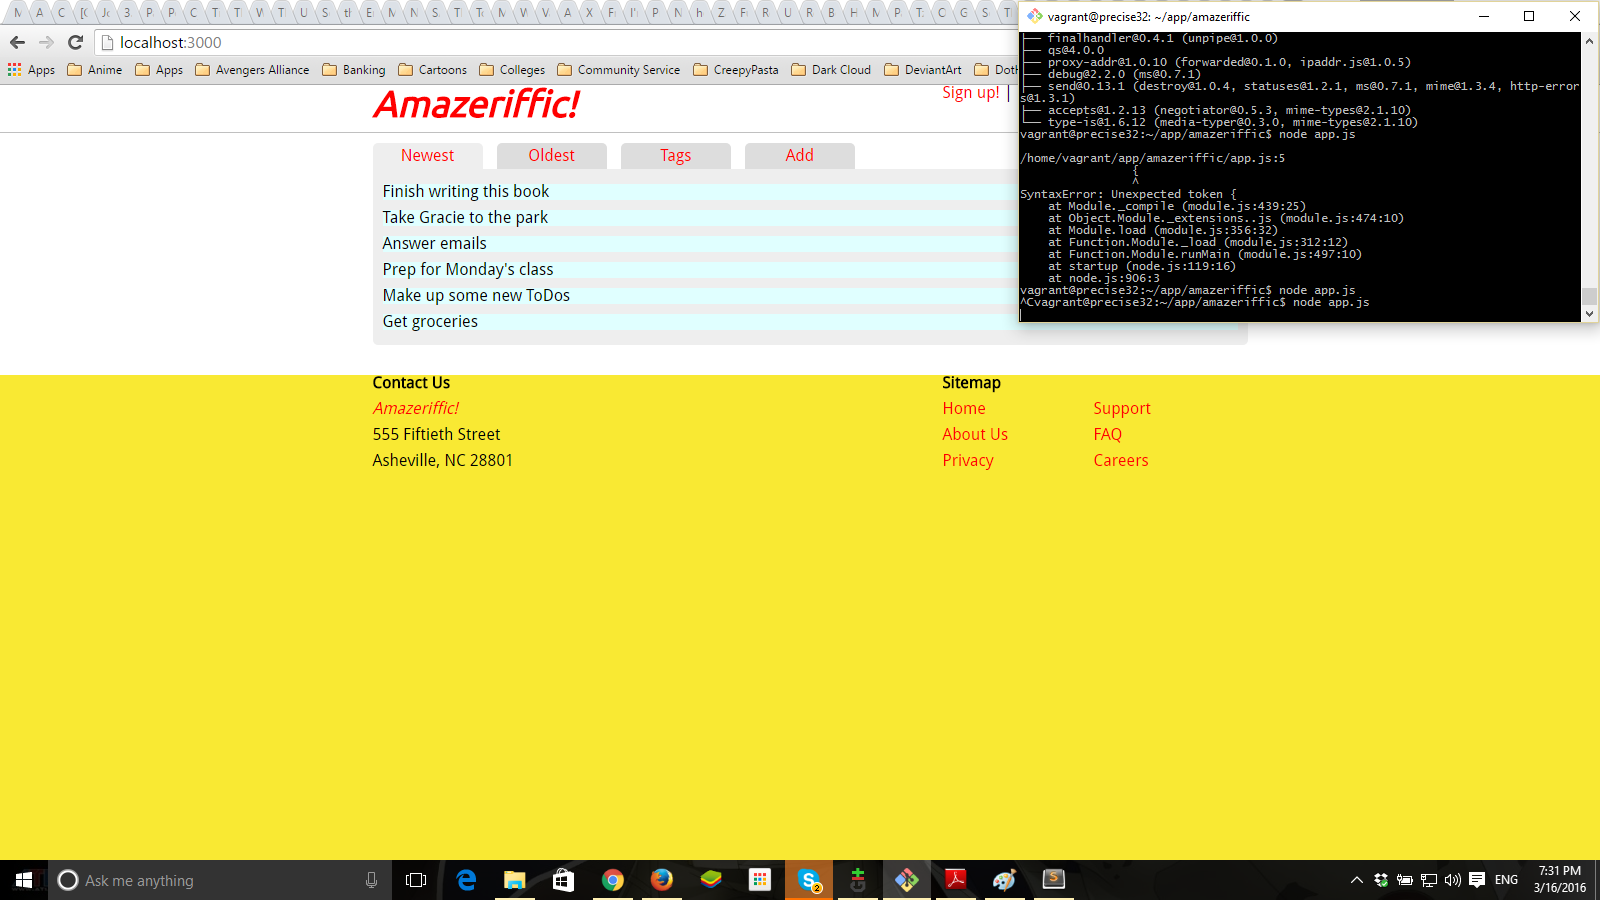 localhost:3000
Apps Anime Apps Avengers Alliance Banking Cartoons Colleges Community Service CreepyPasta Dark Cloud DeviantArt
Amazeriffic!
Sign up! |
Newest Oldest Tags Add
Finish writing this book
Take Gracie to the park
Answer emails
Prep for Monday's class
Make up some new ToDos
Get groceries
Contact Us
Amazeriffic!
555 Fiftieth Street
Asheville, NC 28801
Sitemap
Home Support
About Us FAQ
Privacy Careers
vagrant@precise32: ~/app/amazeriffic
├── finalhandler@0.4.1 (unpipe@1.0.0)
├── qs@4.0.0
├── proxy-addr@1.0.10 (forwarded@0.1.0, ipaddr.js@1.0.5)
├── debug@2.2.0 (ms@0.7.1)
├── send@0.13.1 (destroy@1.0.4, statuses@1.2.1, ms@0.7.1, mime@1.3.4, http-error
s@1.3.1)
├── accepts@1.2.13 (negotiator@0.5.3, mime-types@2.1.10)
└── type-is@1.6.12 (media-typer@0.3.0, mime-types@2.1.10)
vagrant@precise32:~/app/amazeriffic$ node app.js
/home/vagrant/app/amazeriffic/app.js:5
{
^
SyntaxError: Unexpected token {
at Module._compile (module.js:439:25)
at Object.Module._extensions..js (module.js:474:10)
at Module.load (module.js:356:32)
at Function.Module._load (module.js:312:12)
at Function.Module.runMain (module.js:497:10)
at startup (node.js:119:16)
at node.js:906:3
vagrant@precise32:~/app/amazeriffic$ node app.js
^Cvagrant@precise32:~/app/amazeriffic$ node app.js
Ask me anything
2
ENG
7:31 PM
3/16/2016